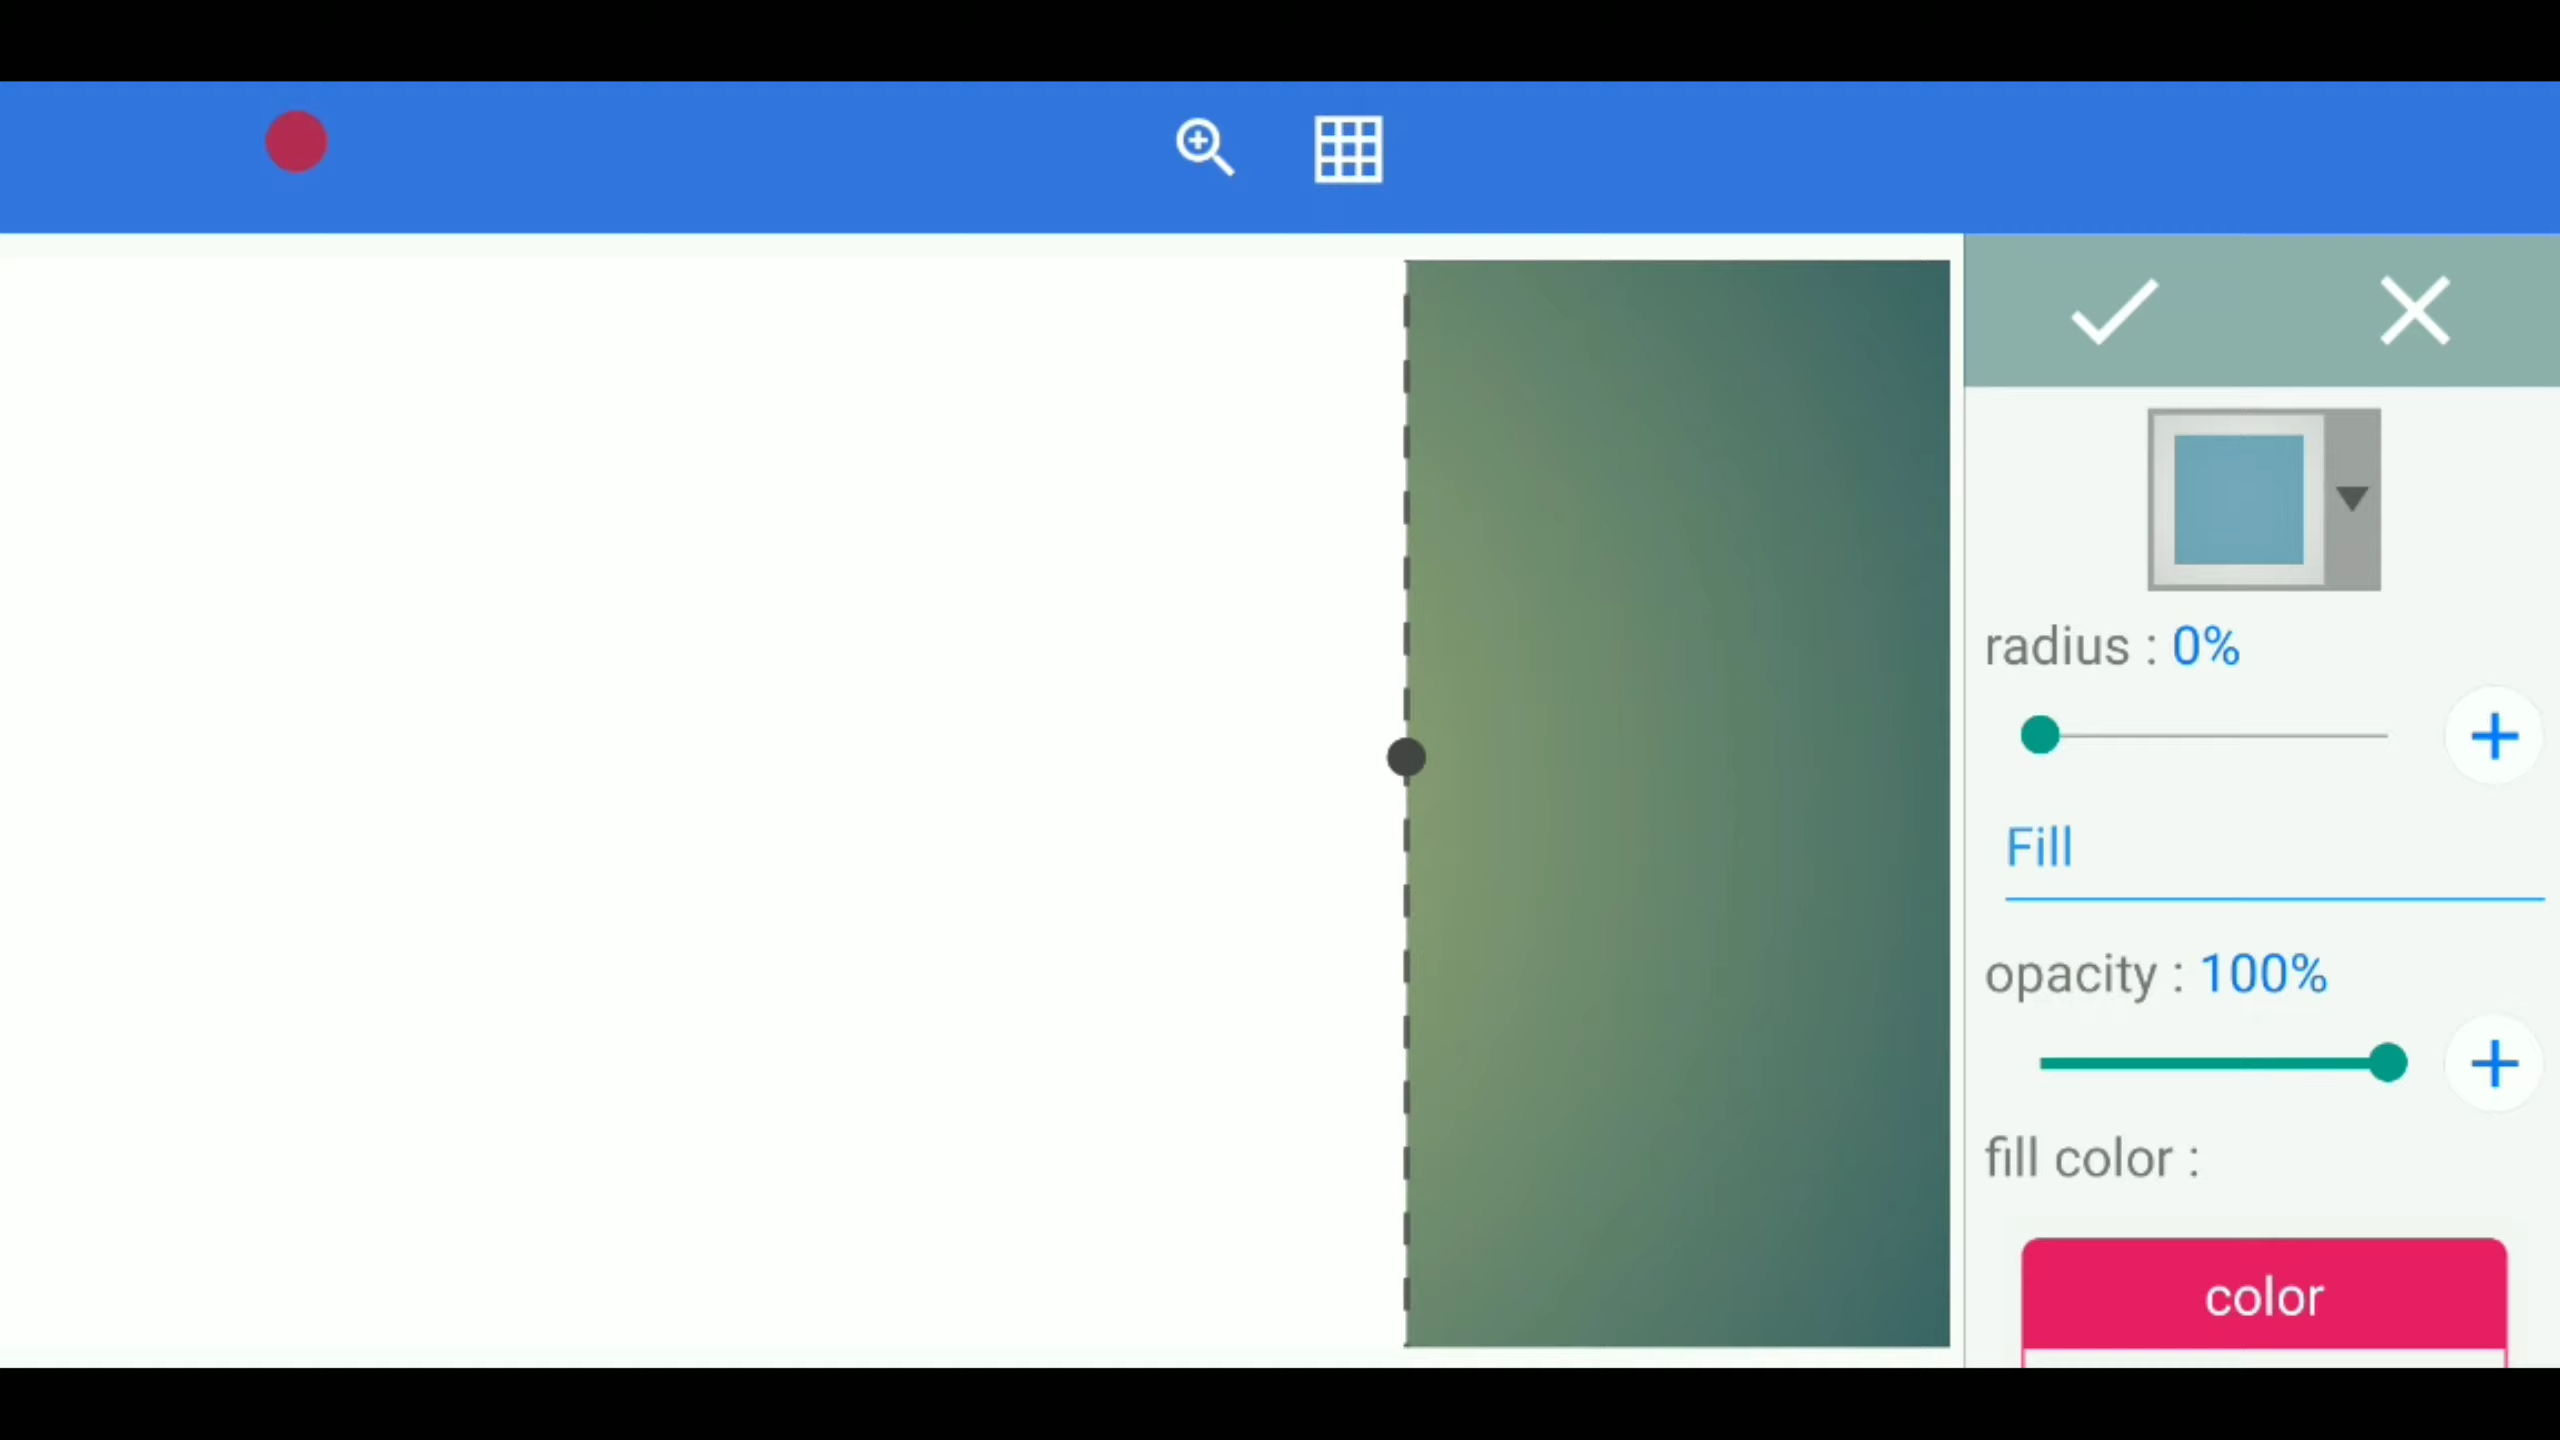 radius : 0%
Fill
opacity : 100%
fill color :
color